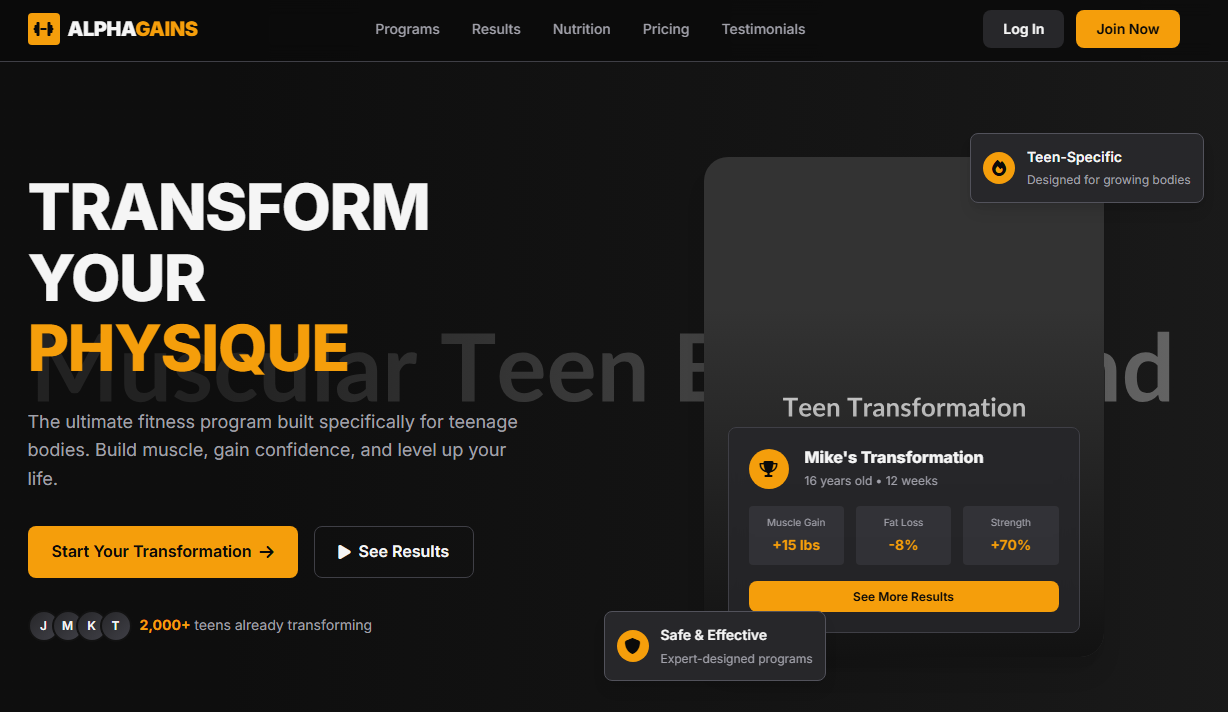 ALPHAGAINS
Programs
Results
Nutrition
Pricing
Testimonials
Log In
Join Now
TRANSFORM
YOUR
PHYSIQUE
Muscular Teen
The ultimate fitness program built specifically for teenage
bodies. Build muscle, gain confidence, and level up your
life.
Start Your Transformation →
See Results
J M K T
2,000+ teens already transforming
Teen-Specific
Designed for growing bodies
Teen Transformation
Mike's Transformation
16 years old • 12 weeks
Muscle Gain
+15 lbs
Fat Loss
-8%
Strength
+70%
See More Results
Safe & Effective
Expert-designed programs